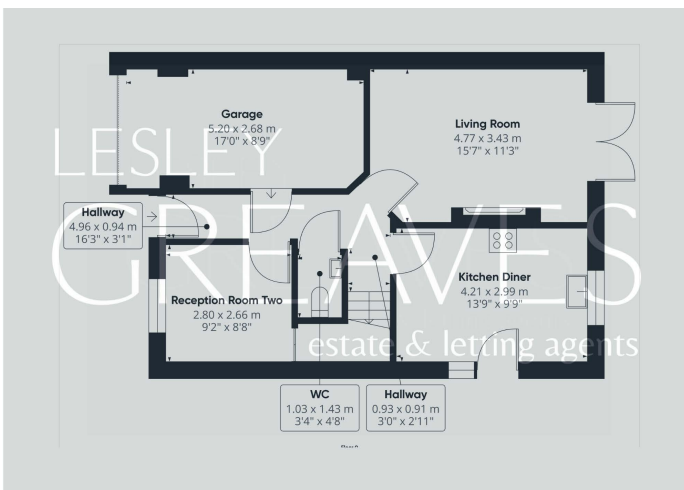 Garage
5.20 x 2.68 m
17'0" x 8'9"
Living Room
4.77 x 3.43 m
15'7" x 11'3"
LESLEY
GREAVES
estate & letting agents
Hallway
4.96 x 0.94 m
16'3" x 3'1"
Kitchen Diner
4.21 x 2.99 m
13'9" x 9'9"
Reception Room Two
2.80 x 2.66 m
9'2" x 8'8"
WC
1.03 x 1.43 m
3'4" x 4'8"
Hallway
0.93 x 0.91 m
3'0" x 2'11"